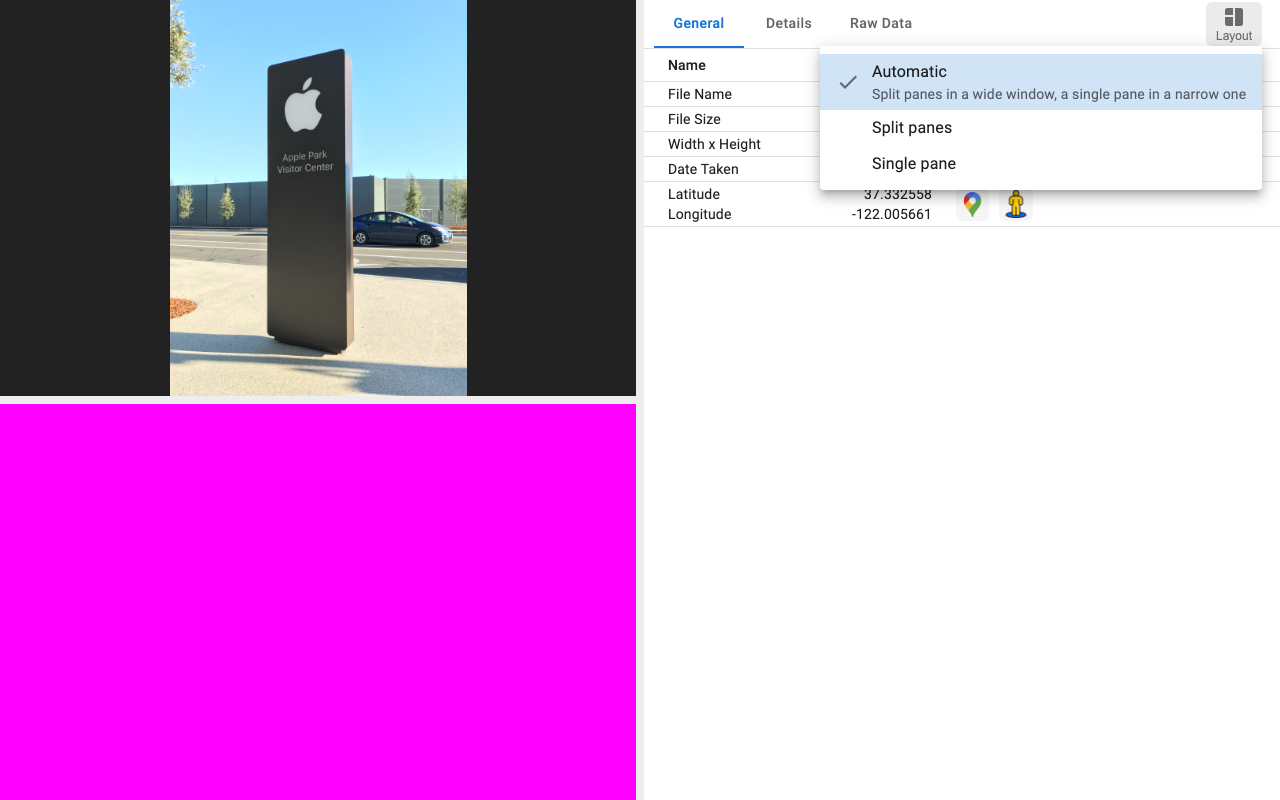 General
Details
Raw Data
Layout
Name
Automatic
Split panes in a wide window, a single pane in a narrow one
Split panes
Single pane
File Name
File Size
Width x Height
Date Taken
Latitude
37.332558
Longitude
-122.005661
Apple Park
Visitor Center